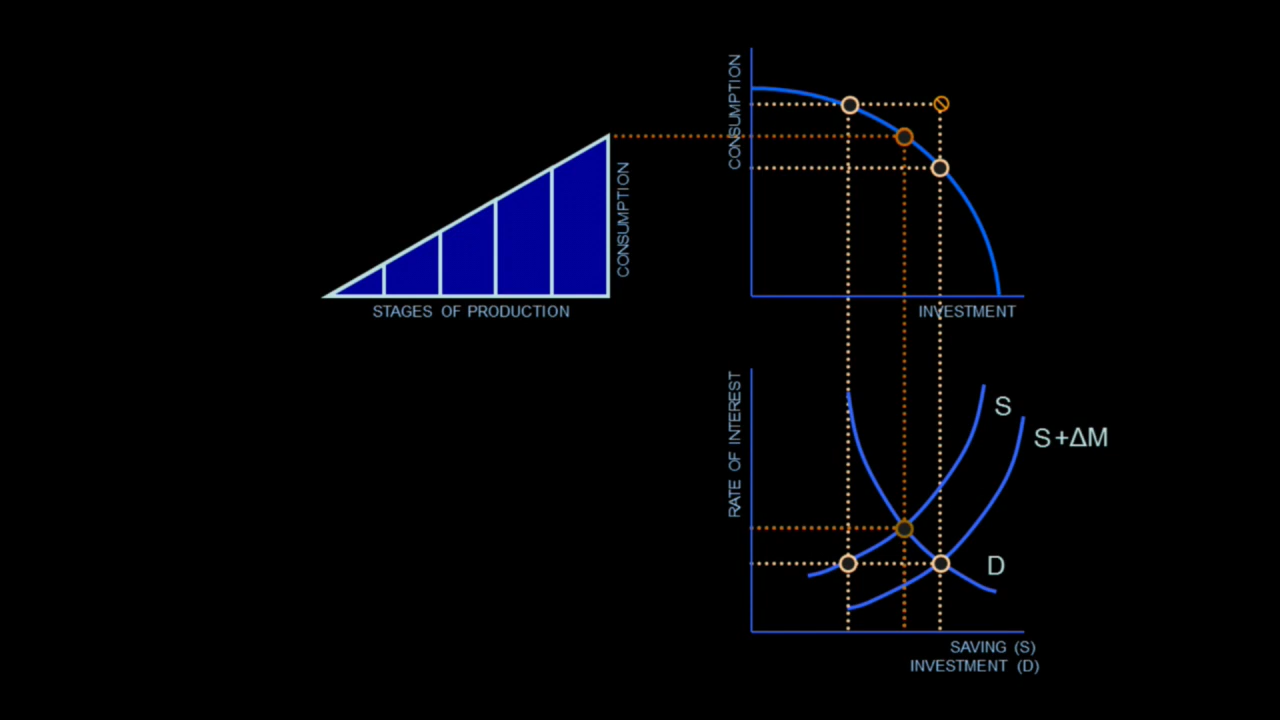 CONSUMPTION
CONSUMPTION
STAGES OF PRODUCTION
INVESTMENT
RATE OF INTEREST
S
S+ΔM
D
SAVING (S)
INVESTMENT (D)